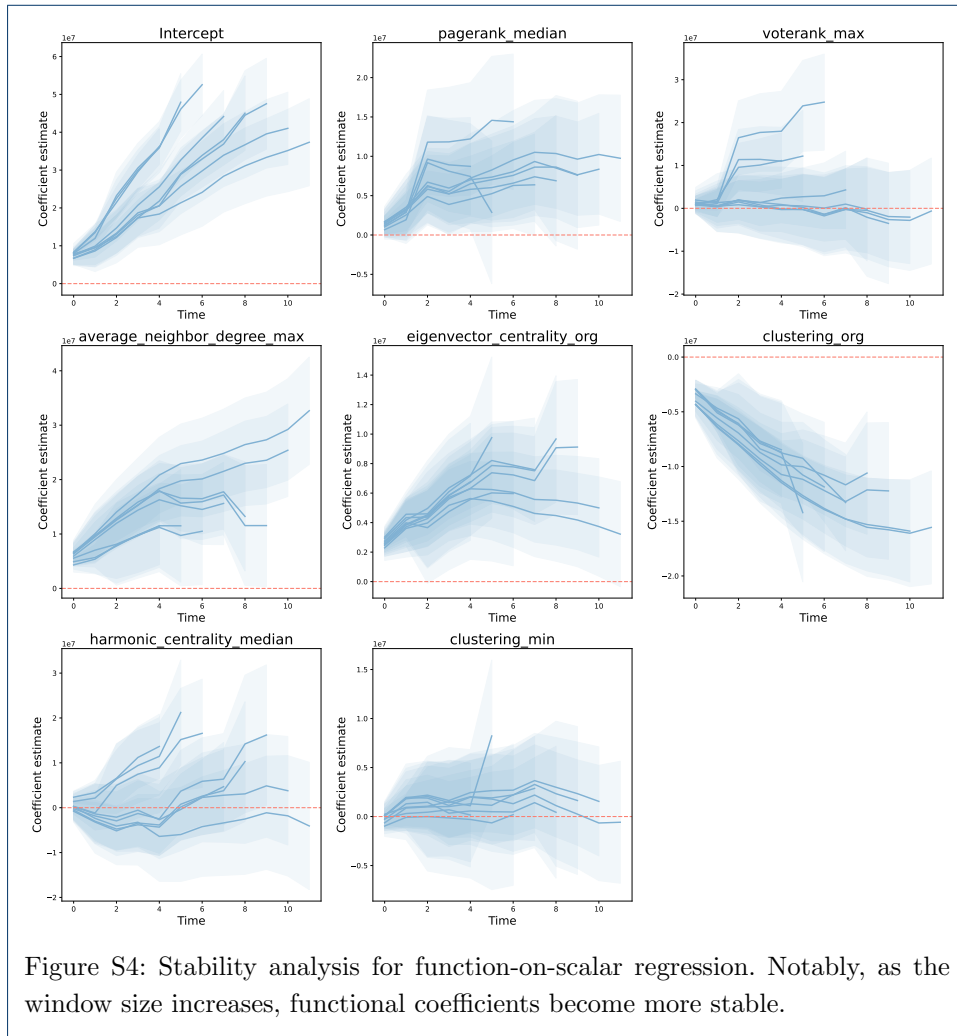 Intercept
1e7
Coefficient estimate
6
5
4
3
2
1
0
0 2 4 6 8 10
Time
pagerank_median
1e7
Coefficient estimate
2.0
1.5
1.0
0.5
0.0
−0.5
0 2 4 6 8 10
Time
voterank_max
1e7
Coefficient estimate
3
2
1
0
−1
−2
0 2 4 6 8 10
Time
average_neighbor_degree_max
1e7
Coefficient estimate
4
3
2
1
0
0 2 4 6 8 10
Time
eigenvector_centrality_org
1e7
Coefficient estimate
1.4
1.2
1.0
0.8
0.6
0.4
0.2
0.0
0 2 4 6 8 10
Time
clustering_org
1e7
Coefficient estimate
0.0
−0.5
−1.0
−1.5
−2.0
0 2 4 6 8 10
Time
harmonic_centrality_median
1e7
Coefficient estimate
3
2
1
0
−1
−2
0 2 4 6 8 10
Time
clustering_min
1e7
Coefficient estimate
1.5
1.0
0.5
0.0
−0.5
0 2 4 6 8 10
Time
Figure S4: Stability analysis for function-on-scalar regression. Notably, as the
window size increases, functional coefficients become more stable.